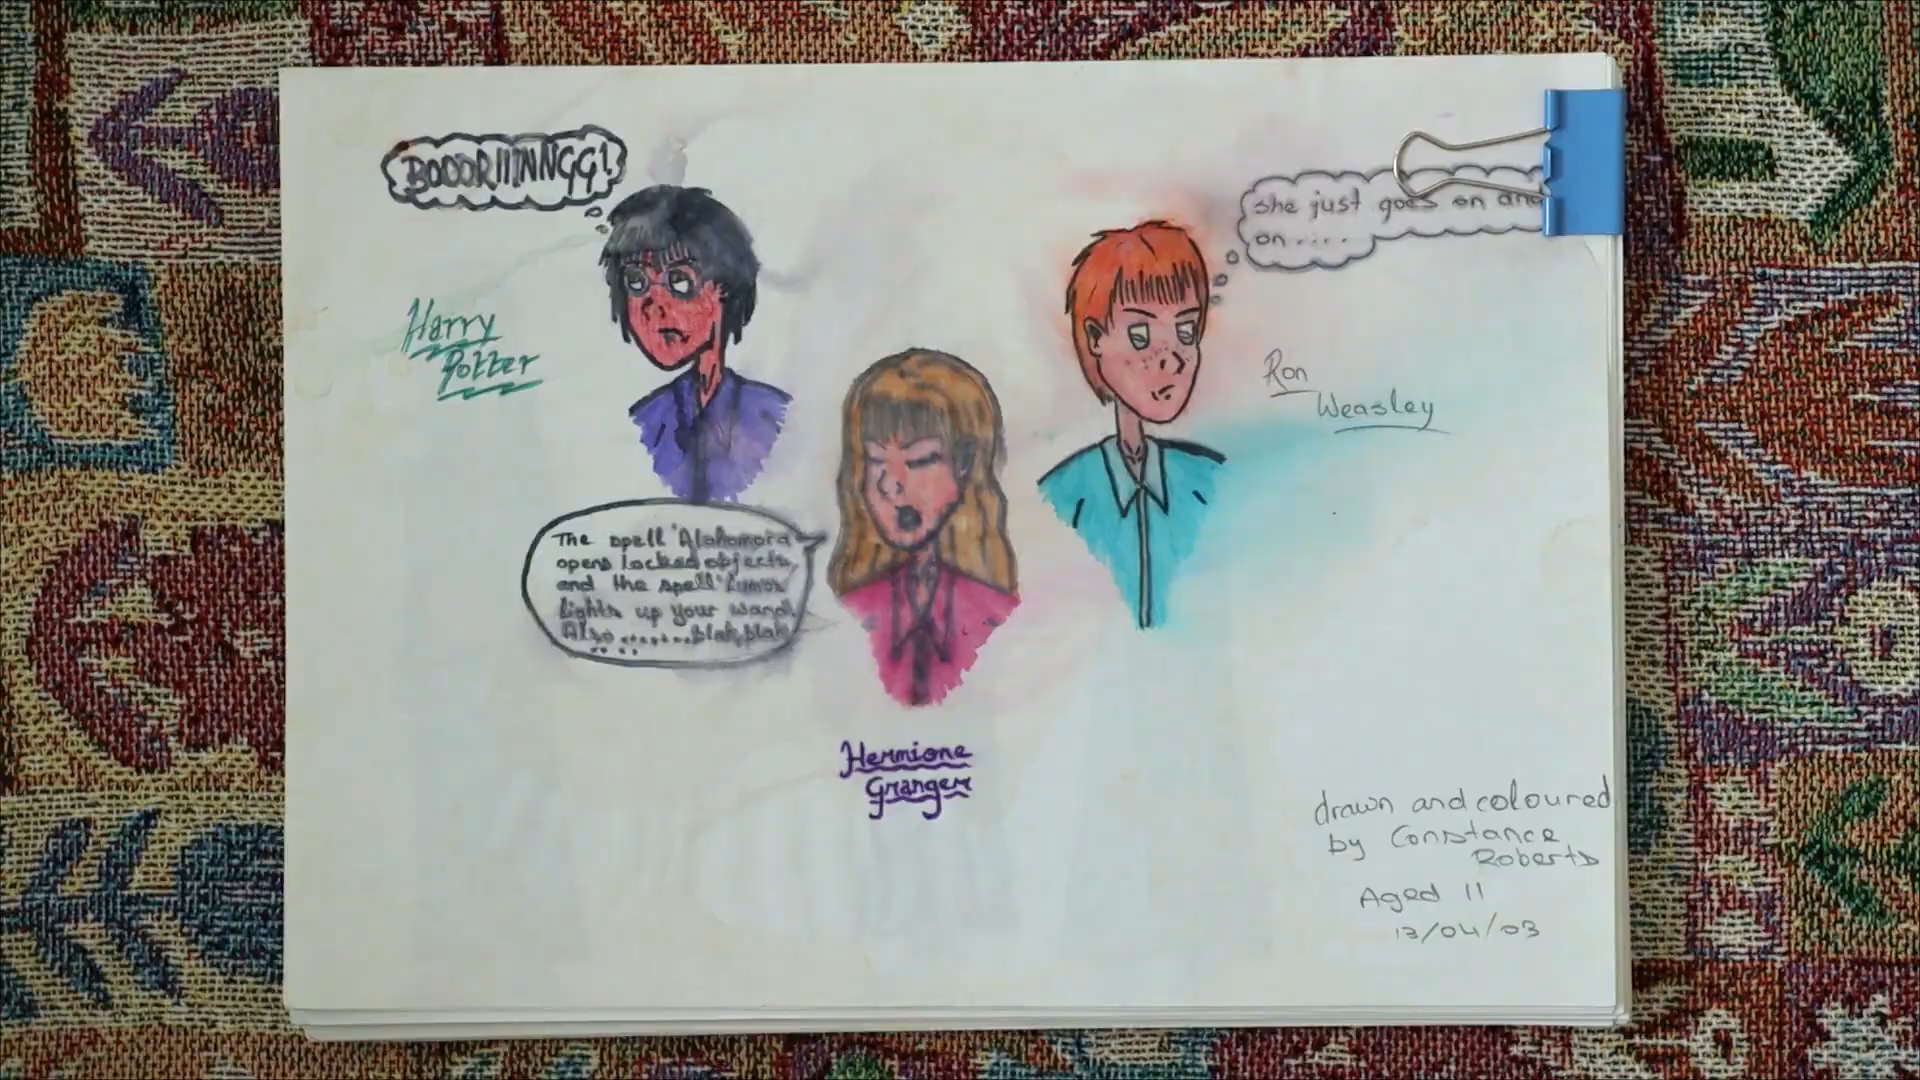 BOOORIIINNGG!
she just goes on and
on....
Harry
Potter
Ron
Weasley
The spell 'Alohomora
opens locked objects,
and the spell 'Lumos
lights up your wand.
Also.......blah,blah
....
Hermione
Granger
drawn and coloured
by Constance
Roberts
Aged 11
13/04/03